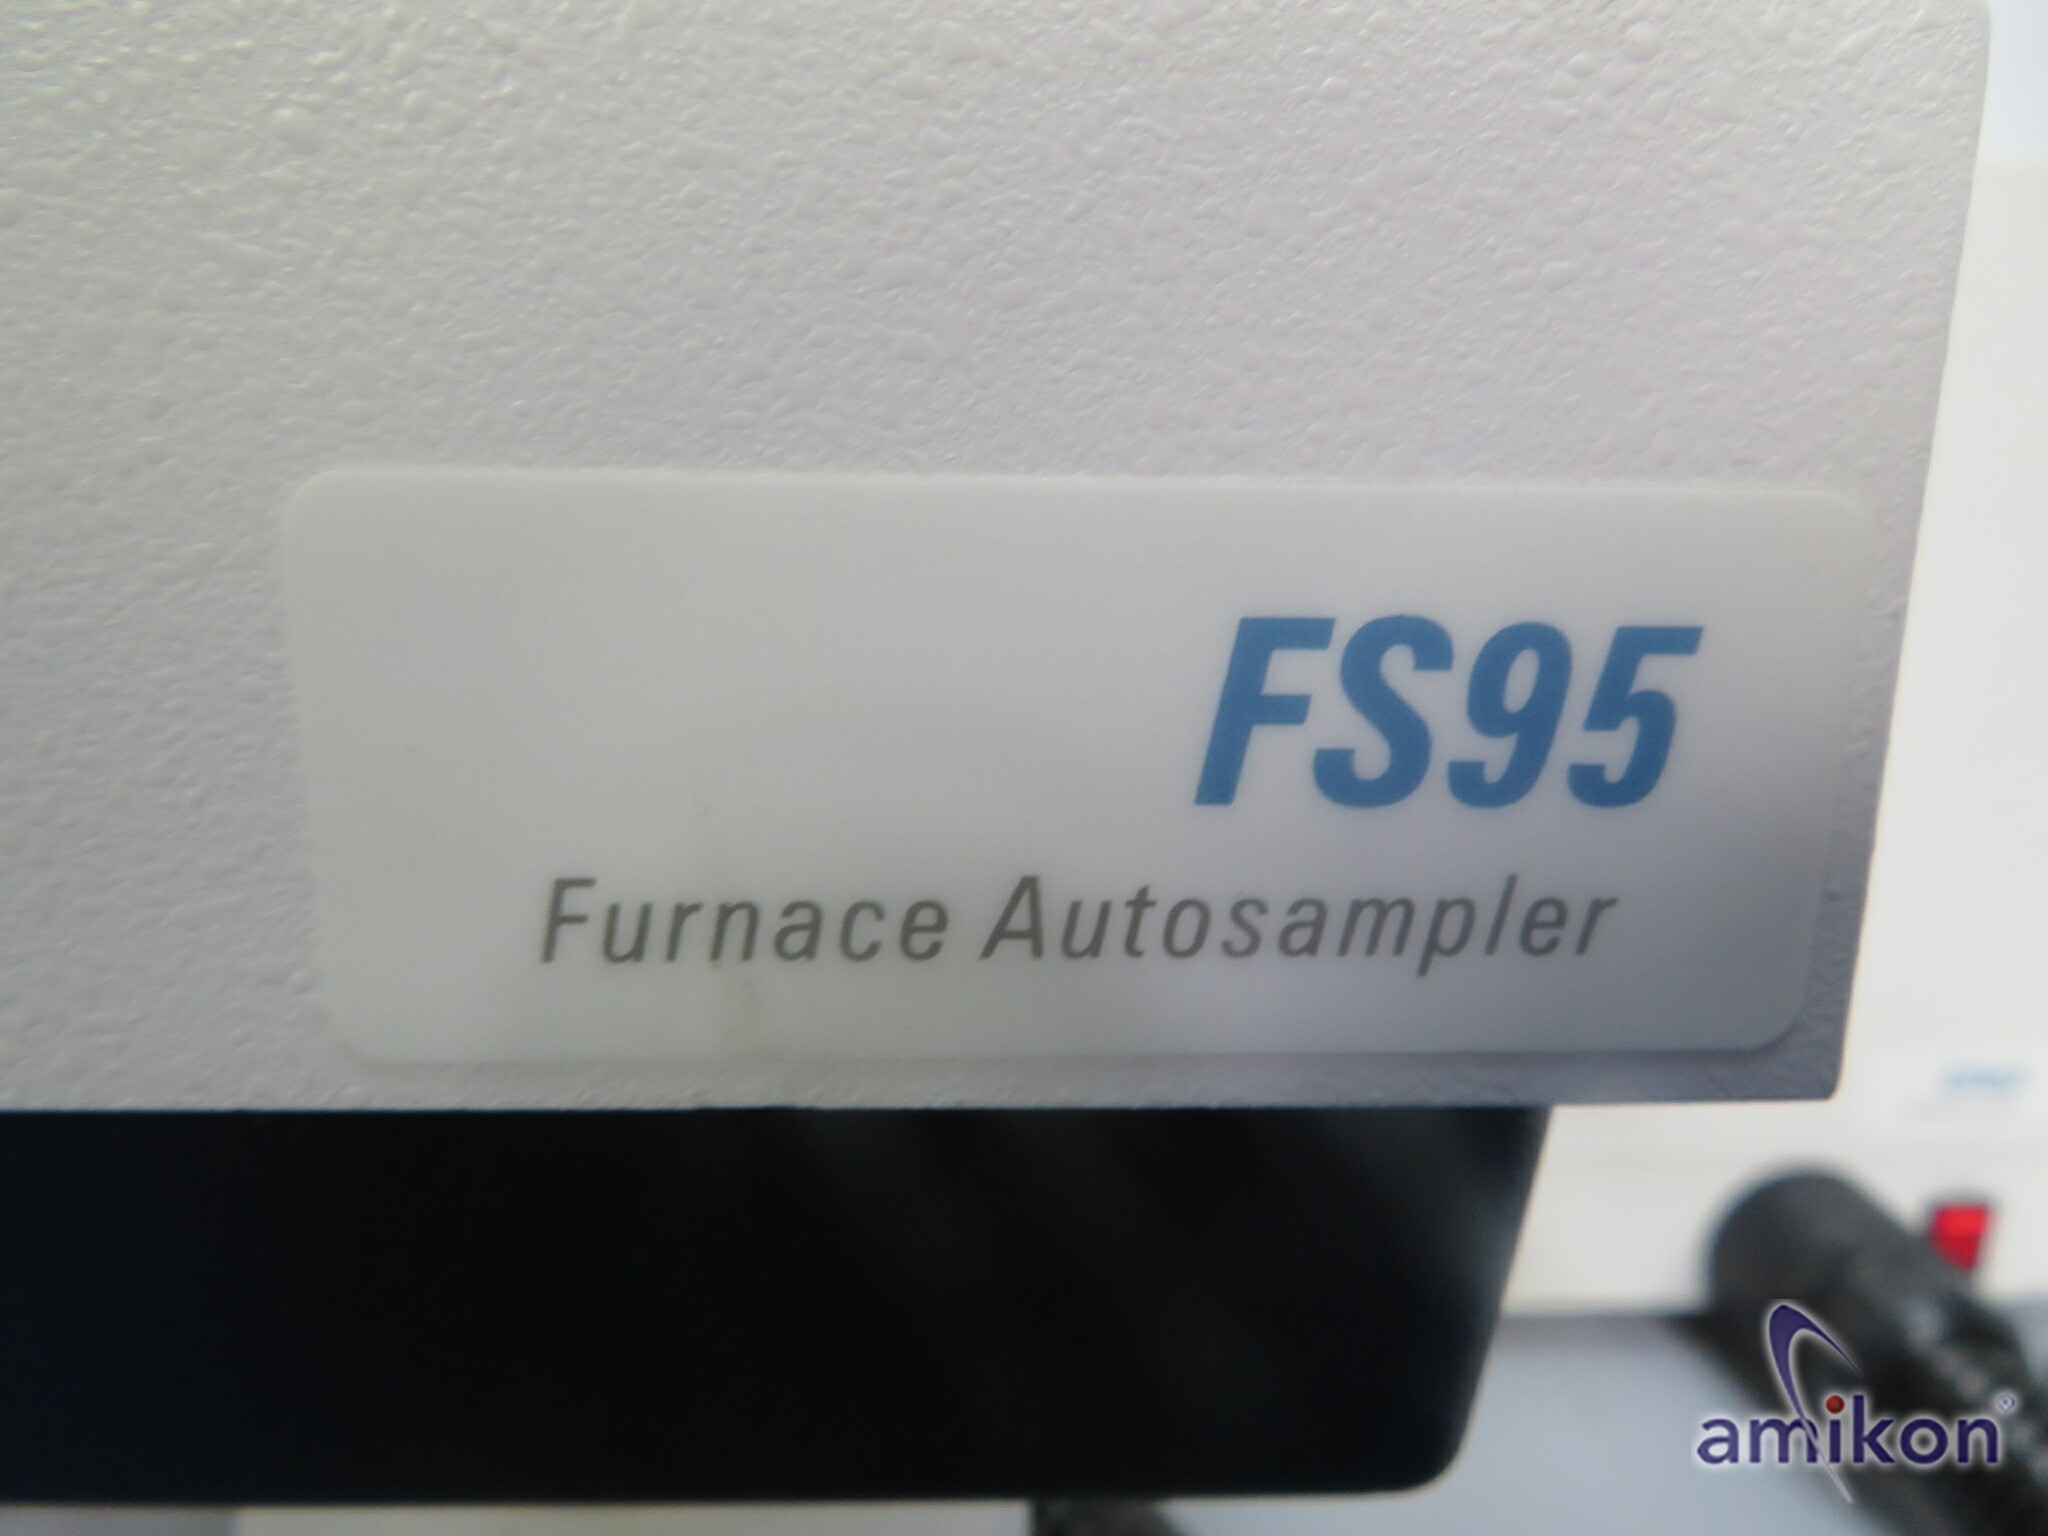 FS95
Furnace Autosampler
amikon®